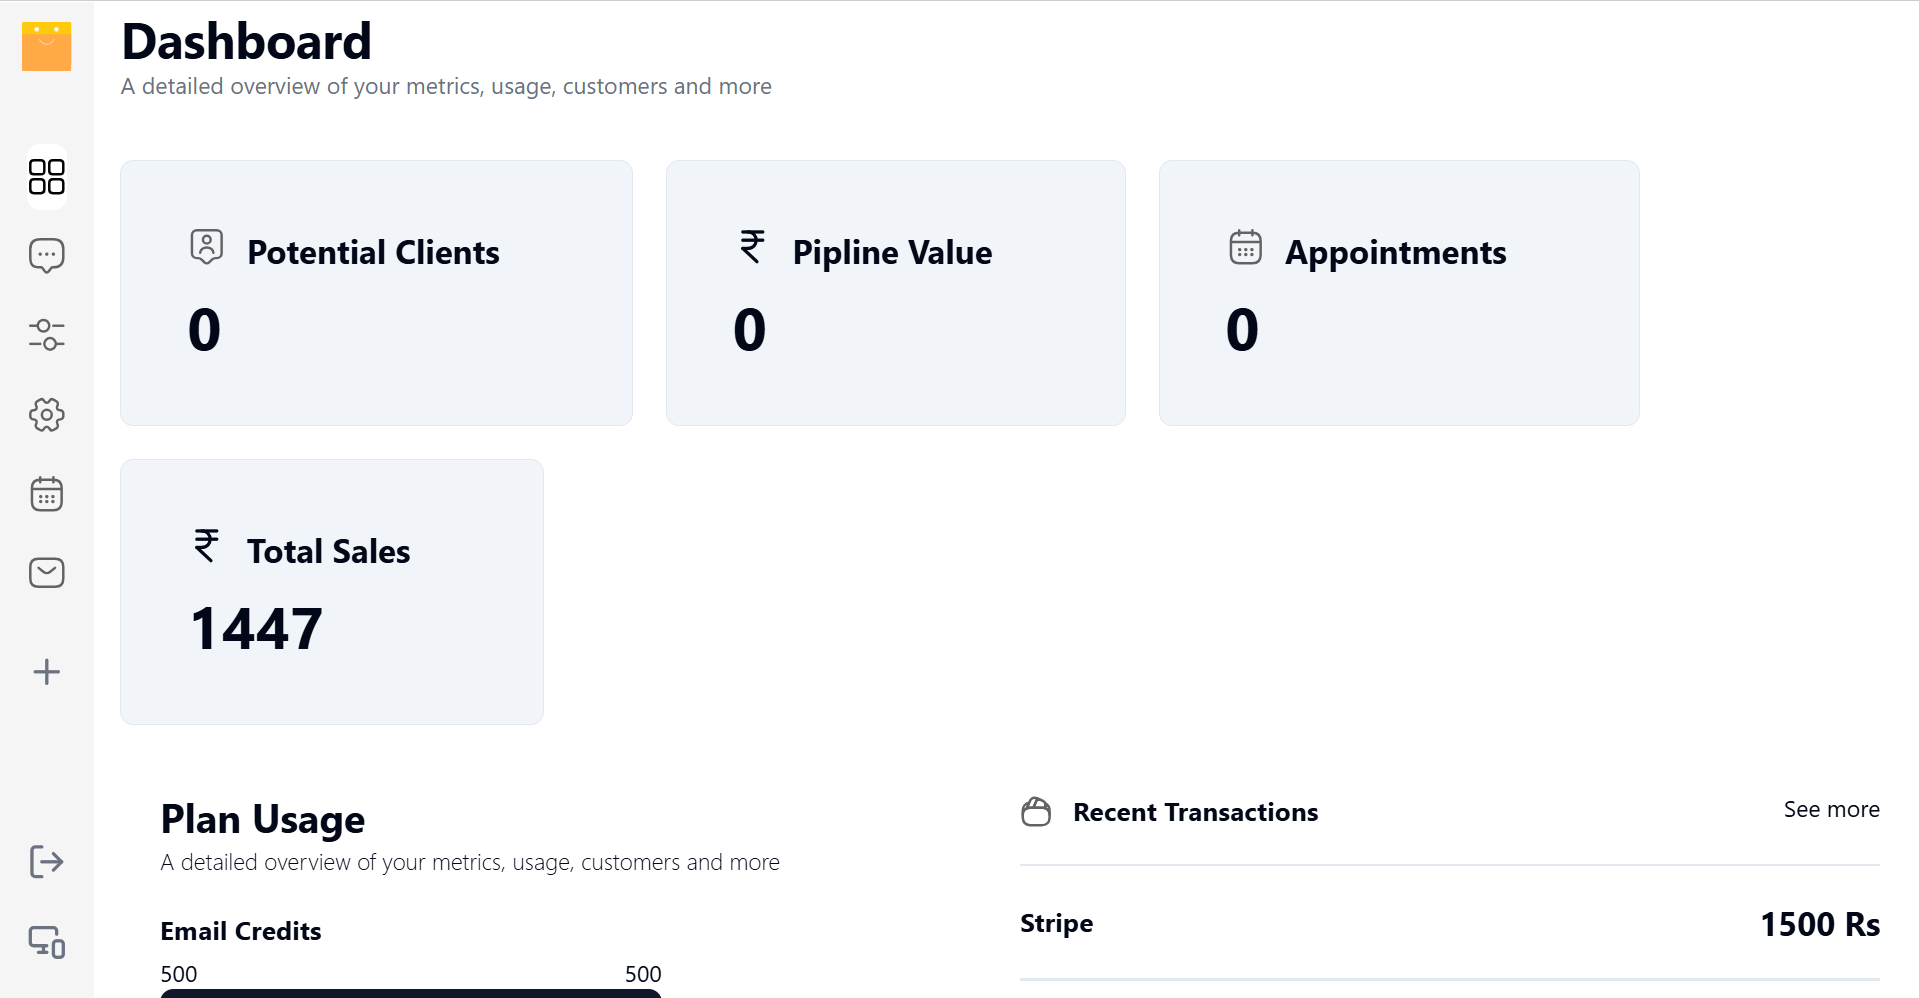 Dashboard
A detailed overview of your metrics, usage, customers and more
Potential Clients
0
₹ Pipline Value
0
Appointments
0
₹ Total Sales
1447
Plan Usage
A detailed overview of your metrics, usage, customers and more
Email Credits
500 500
Recent Transactions See more
Stripe 1500 Rs